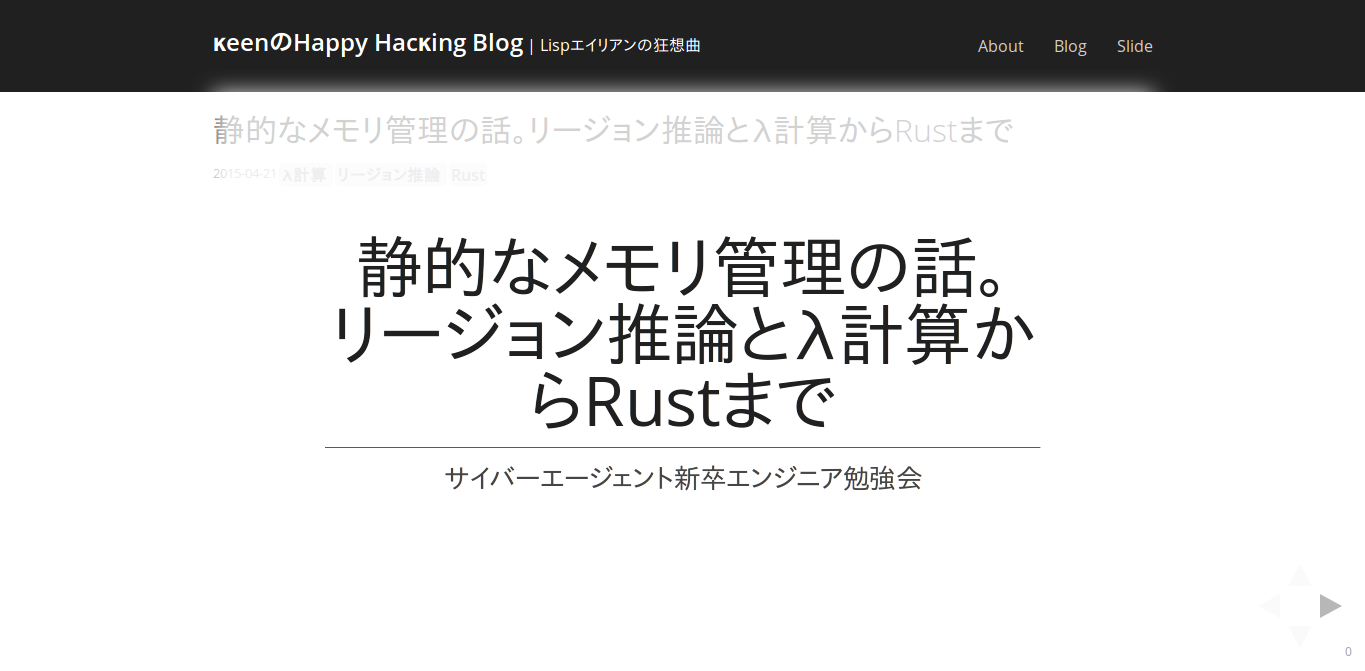 κeenのHappy Hacκing Blog | Lispエイリアンの狂想曲
About Blog Slide
静的なメモリ管理の話。リージョン推論とλ計算からRustまで
2015-04-21 λ計算 リージョン推論 Rust
静的なメモリ管理の話。
リージョン推論とλ計算か
らRustまで
サイバーエージェント新卒エンジニア勉強会
0